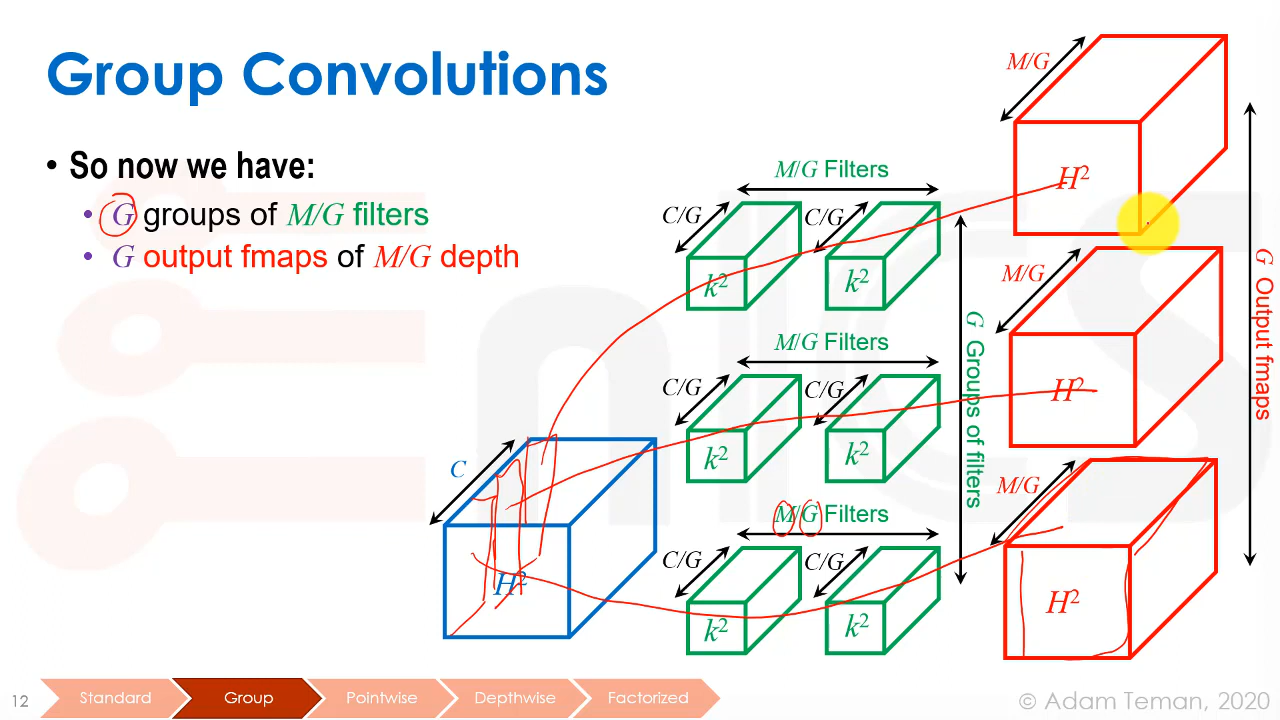 Group Convolutions
• So now we have:
• G groups of M/G filters
• G output fmaps of M/G depth
C
H²
M/G Filters
C/G
C/G
k²
k²
M/G Filters
C/G
C/G
k²
k²
M/G Filters
C/G
C/G
k²
k²
G Groups of filters
M/G
H²
M/G
H²
M/G
H²
G Output fmaps
12
Standard
Group
Pointwise
Depthwise
Factorized
© Adam Teman, 2020